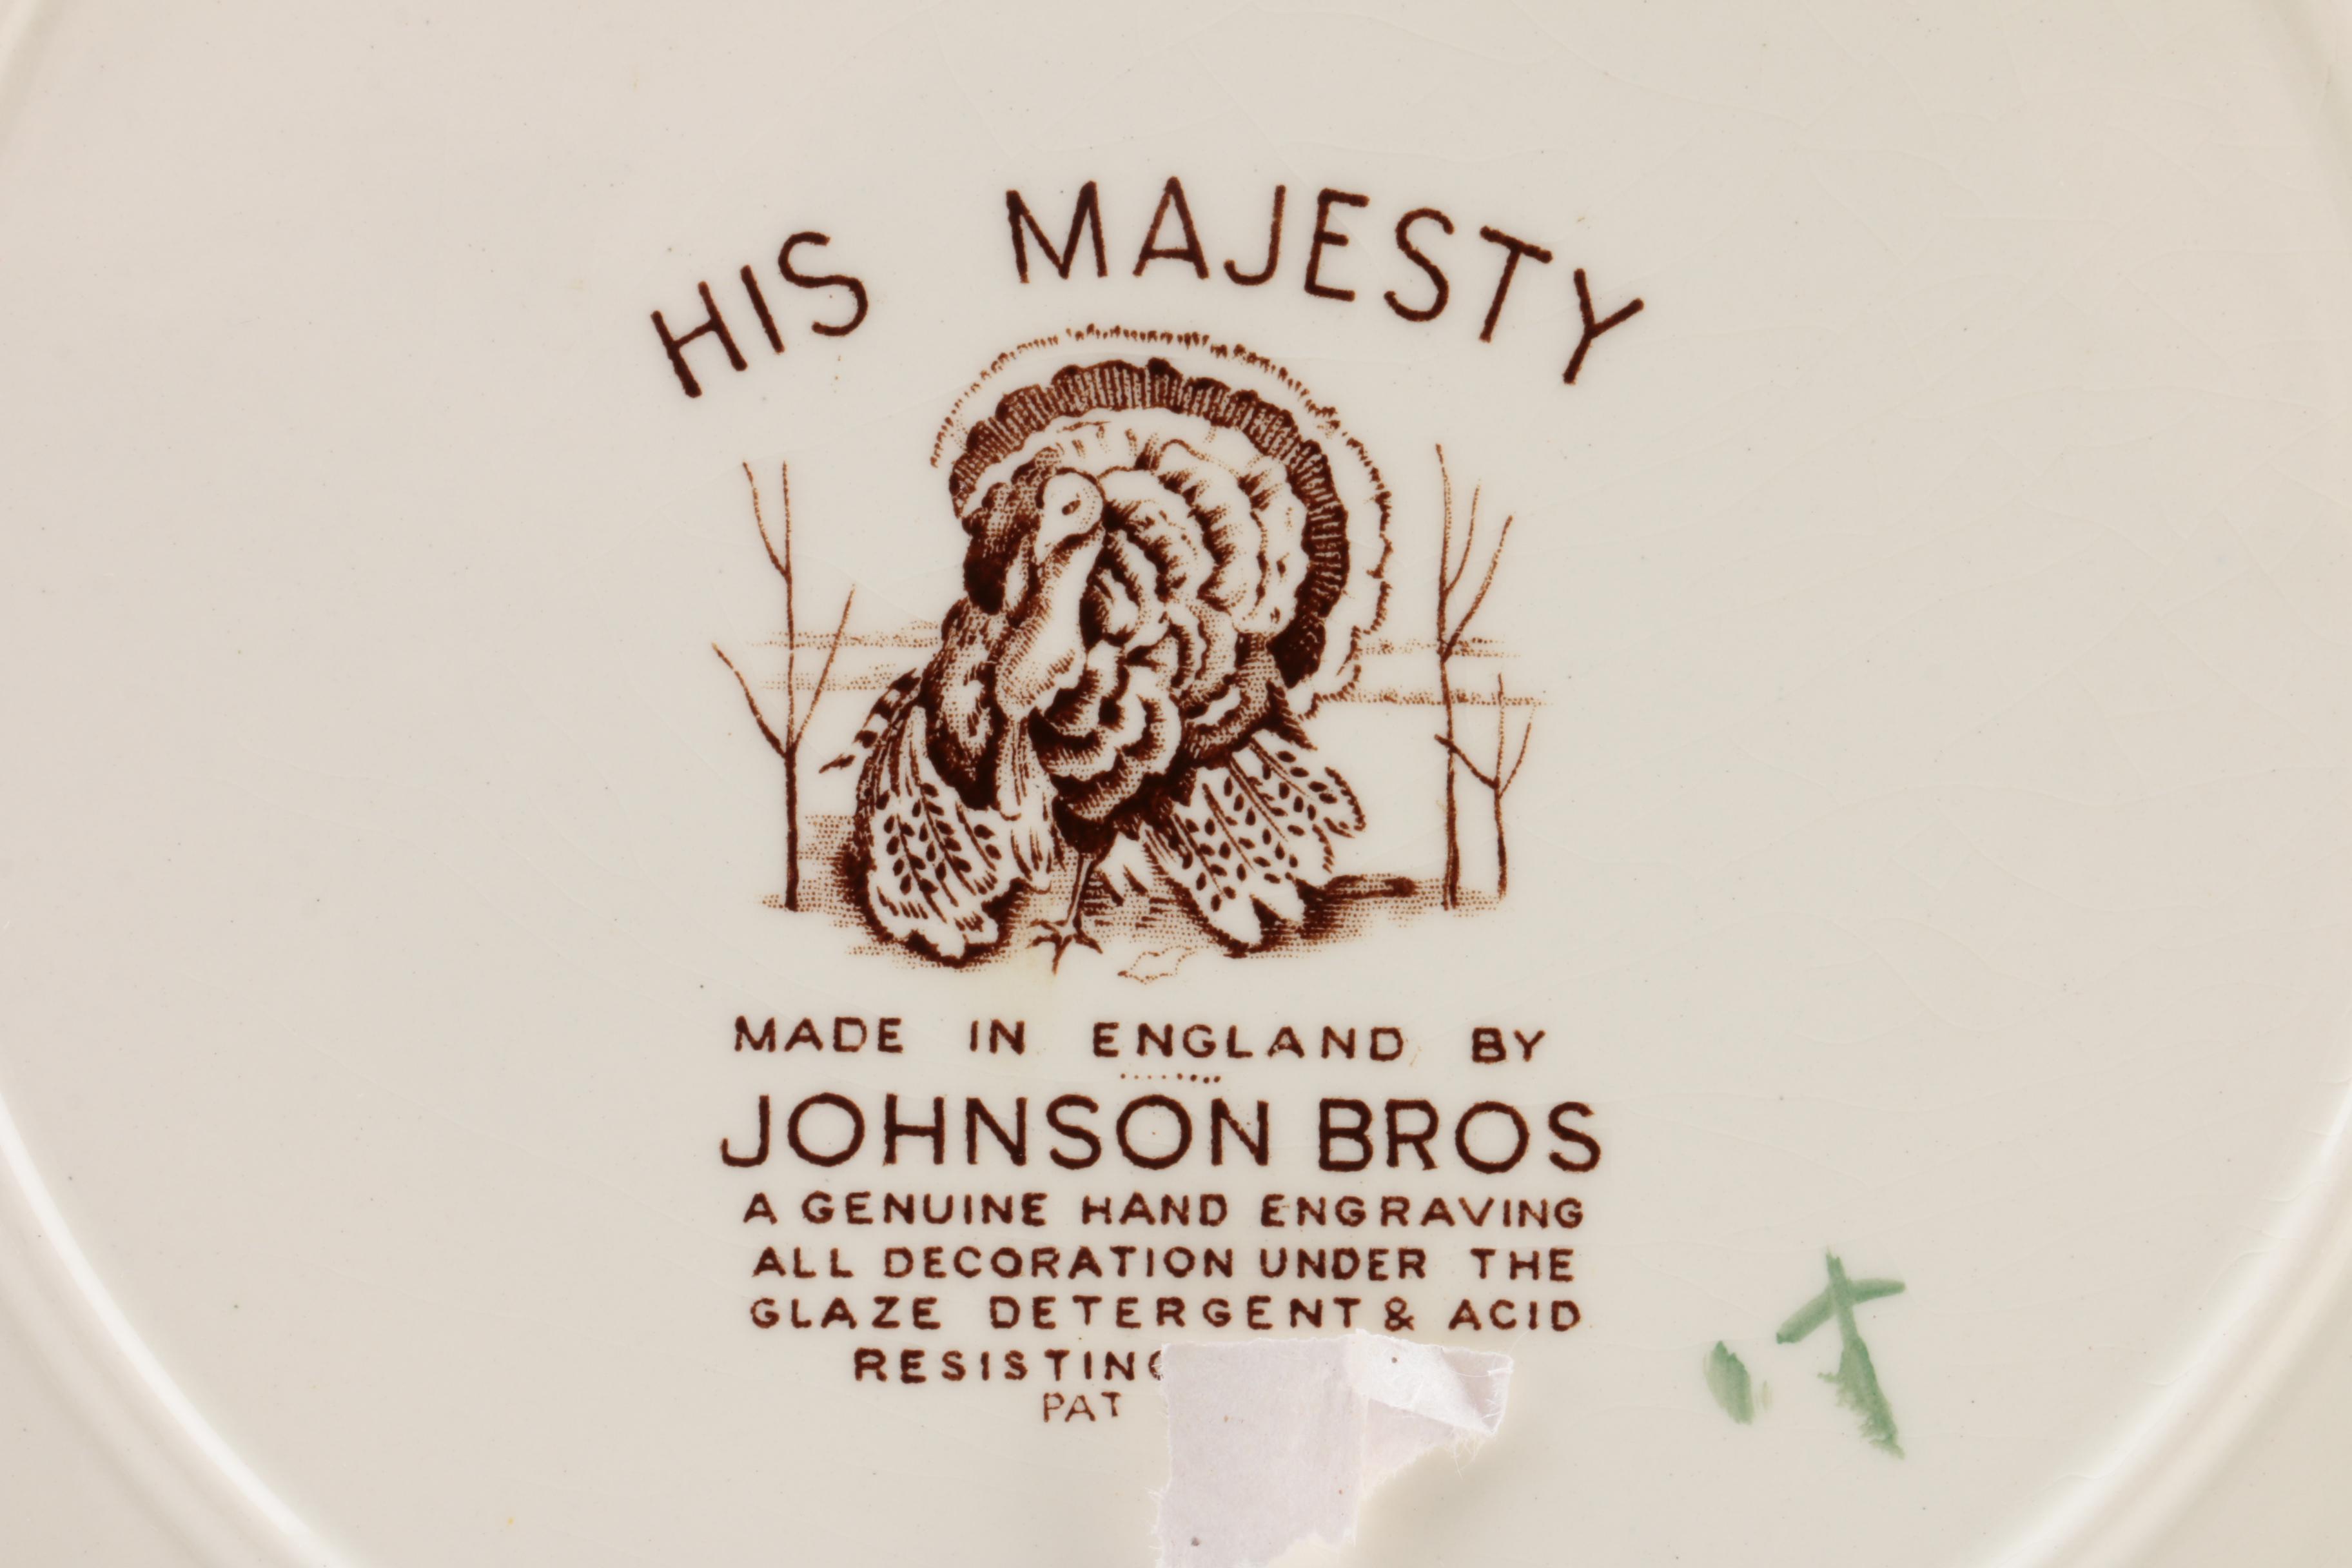 HIS MAJESTY
MADE IN ENGLAND BY
JOHNSON BROS
A GENUINE HAND ENGRAVING
ALL DECORATION UNDER THE
GLAZE DETERGENT & ACID
RESISTING
PAT